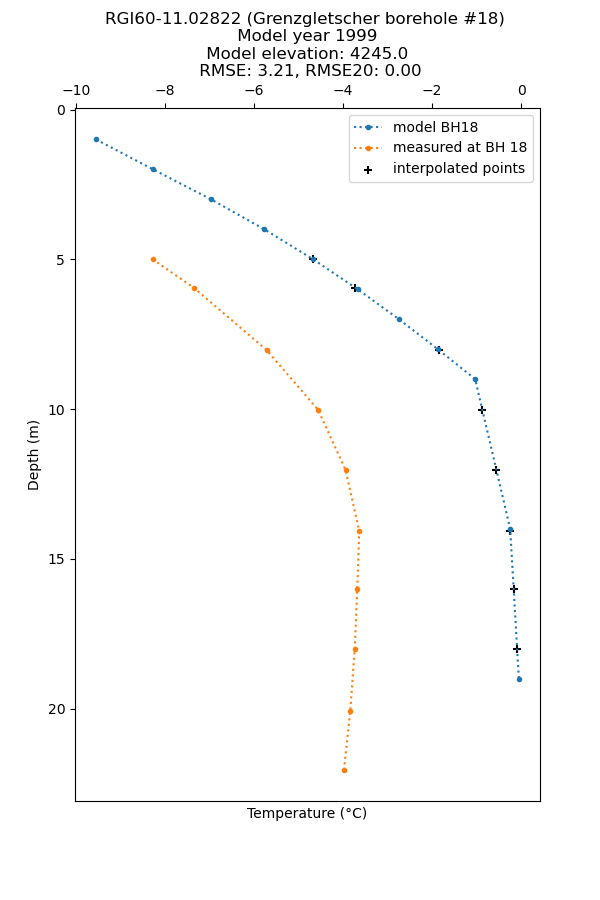 RGI60-11.02822 (Grenzgletscher borehole #18)
Model year 1999
Model elevation: 4245.0
RMSE: 3.21, RMSE20: 0.00
−10 −8 −6 −4 −2 0
model BH18
measured at BH 18
interpolated points
0
5
10
15
20
Depth (m)
Temperature (°C)